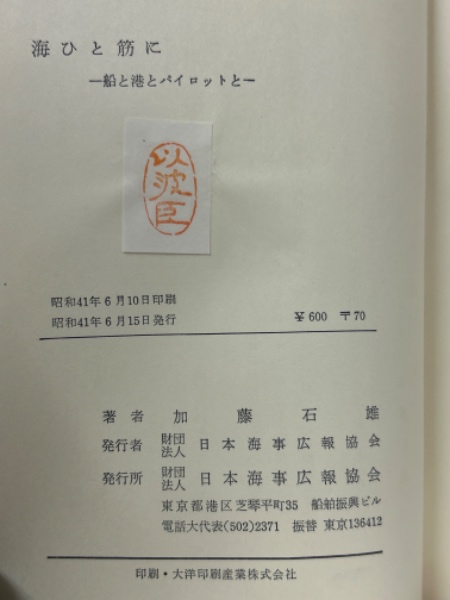 海ひと筋に
―船と港とパイロットと―
以
波
臣
昭和41年6月10日印刷
昭和41年6月15日発行
¥600 〒70
著者 加藤石雄
発行者 財団法人 日本海事広報協会
発行所 財団法人 日本海事広報協会
東京都港区芝琴平町35 船舶振興ビル
電話大代表(502)2371 振替 東京136412
印刷・大洋印刷産業株式会社